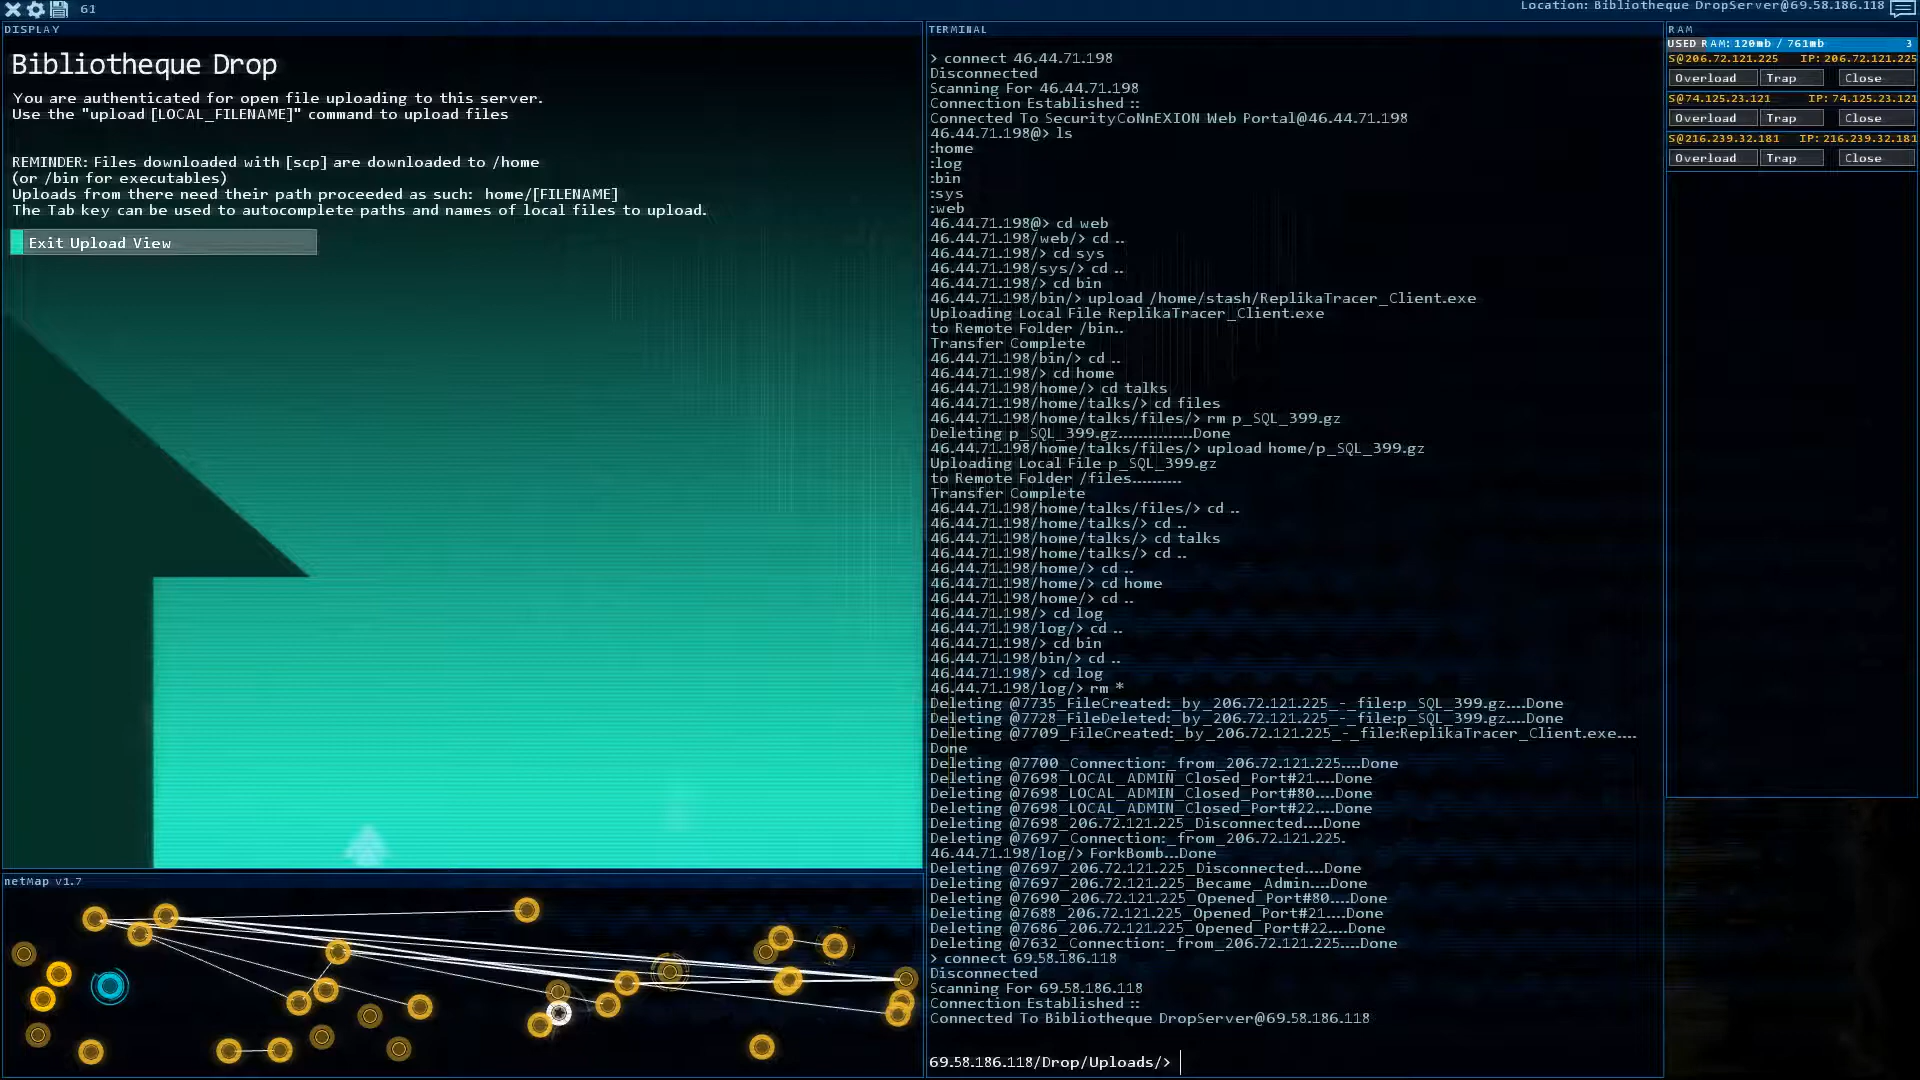 61
Location: Bibliotheque DropServer@69.58.186.118
DISPLAY
Bibliotheque Drop
You are authenticated for open file uploading to this server.
Use the "upload [LOCAL_FILENAME]" command to upload files
REMINDER: Files downloaded with [scp] are downloaded to /home
(or /bin for executables)
Uploads from there need their path proceeded as such: home/[FILENAME]
The Tab key can be used to autocomplete paths and names of local files to upload.
Exit Upload View
netMap v1.7
TERMINAL
> connect 46.44.71.198
Disconnected
Scanning For 46.44.71.198
Connection Established ::
Connected To SecurityCoNnEXION Web Portal@46.44.71.198
46.44.71.198@> ls
:home
:log
:bin
:sys
:web
46.44.71.198@> cd web
46.44.71.198/web/> cd ..
46.44.71.198/> cd sys
46.44.71.198/sys/> cd ..
46.44.71.198/> cd bin
46.44.71.198/bin/> upload /home/stash/ReplikaTracer_Client.exe
Uploading Local File ReplikaTracer_Client.exe
to Remote Folder /bin..
Transfer Complete
46.44.71.198/bin/> cd ..
46.44.71.198/> cd home
46.44.71.198/home/> cd talks
46.44.71.198/home/talks/> cd files
46.44.71.198/home/talks/files/> rm p_SQL_399.gz
Deleting p_SQL_399.gz...............Done
46.44.71.198/home/talks/files/> upload home/p_SQL_399.gz
Uploading Local File p_SQL_399.gz
to Remote Folder /files..........
Transfer Complete
46.44.71.198/home/talks/files/> cd ..
46.44.71.198/home/talks/> cd ..
46.44.71.198/home/talks/> cd talks
46.44.71.198/home/talks/> cd ..
46.44.71.198/home/> cd ..
46.44.71.198/home/> cd home
46.44.71.198/home/> cd ..
46.44.71.198/> cd log
46.44.71.198/log/> cd ..
46.44.71.198/> cd bin
46.44.71.198/bin/> cd ..
46.44.71.198/> cd log
46.44.71.198/log/> rm *
Deleting @7735_FileCreated:_by_206.72.121.225_-_file:p_SQL_399.gz....Done
Deleting @7728_FileDeleted:_by_206.72.121.225_-_file:p_SQL_399.gz....Done
Deleting @7709_FileCreated:_by_206.72.121.225_-_file:ReplikaTracer_Client.exe....
Done
Deleting @7700_Connection:_from_206.72.121.225....Done
Deleting @7698_LOCAL_ADMIN_Closed_Port#21....Done
Deleting @7698_LOCAL_ADMIN_Closed_Port#80....Done
Deleting @7698_LOCAL_ADMIN_Closed_Port#22....Done
Deleting @7698_206.72.121.225_Disconnected....Done
Deleting @7697_Connection:_from_206.72.121.225.
46.44.71.198/log/> ForkBomb...Done
Deleting @7697_206.72.121.225_Disconnected....Done
Deleting @7697_206.72.121.225_Became_Admin....Done
Deleting @7690_206.72.121.225_Opened_Port#80....Done
Deleting @7688_206.72.121.225_Opened_Port#21....Done
Deleting @7686_206.72.121.225_Opened_Port#22....Done
Deleting @7632_Connection:_from_206.72.121.225....Done
> connect 69.58.186.118
Disconnected
Scanning For 69.58.186.118
Connection Established ::
Connected To Bibliotheque DropServer@69.58.186.118
69.58.186.118/Drop/Uploads/>
RAM
USED RAM: 120mb / 761mb 3
S@206.72.121.225 IP: 206.72.121.225
Overload Trap Close
S@74.125.23.121 IP: 74.125.23.121
Overload Trap Close
S@216.239.32.181 IP: 216.239.32.181
Overload Trap Close